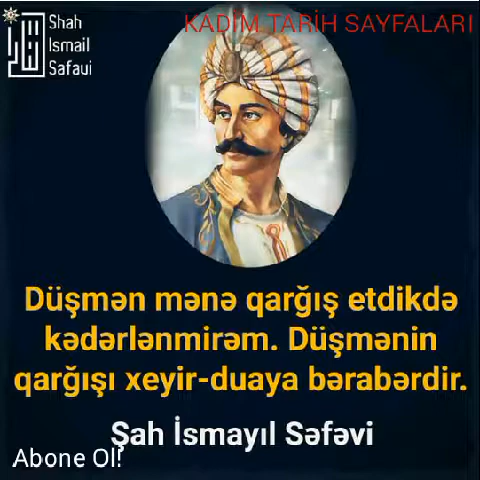 Shah
Ismail
Safavi
KADİM TARİH SAYFALARI
Düşmən mənə qarğış etdikdə
kədərlənmirəm. Düşmənin
qarğışı xeyir-duaya bərabərdir.
Şah İsmayıl Səfəvi
Abone Ol!